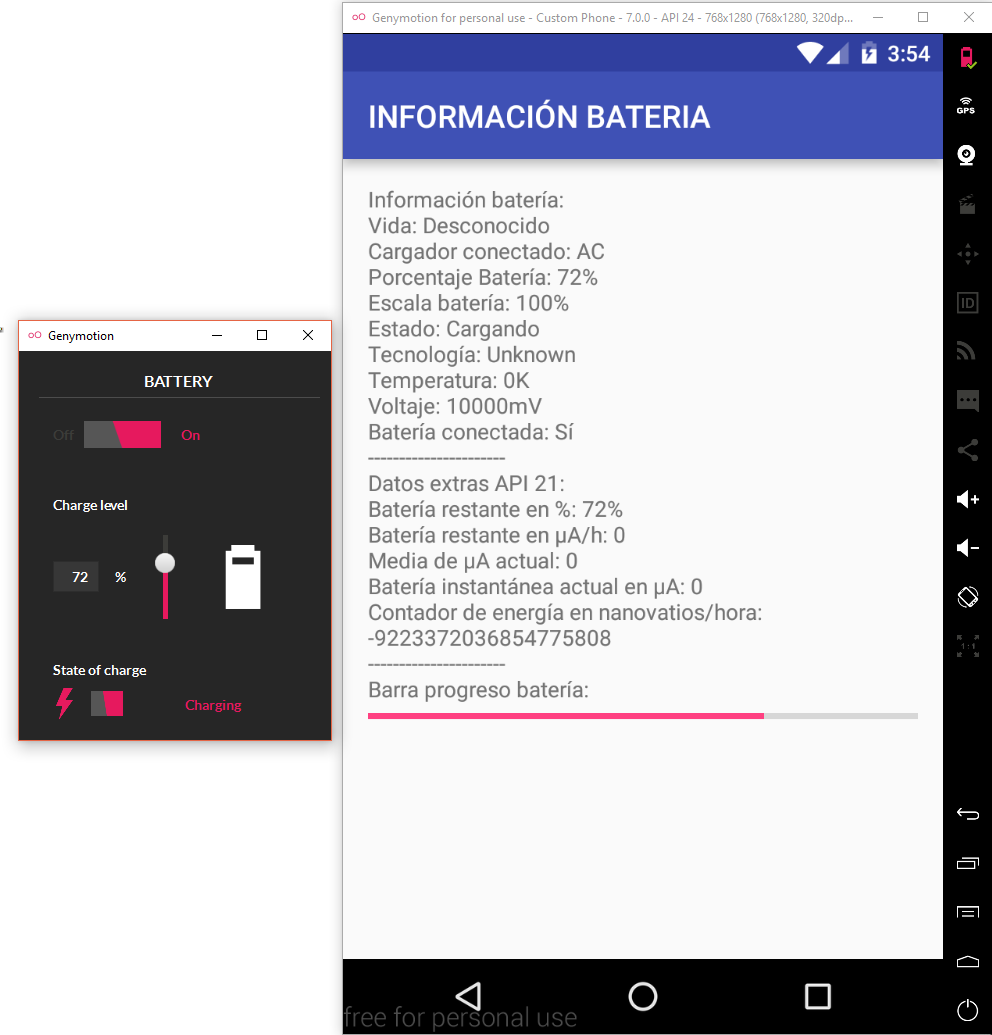 Genymotion for personal use - Custom Phone - 7.0.0 - API 24 - 768x1280 (768x1280, 320dp...
3:54
INFORMACIÓN BATERIA
Información batería:
Vida: Desconocido
Cargador conectado: AC
Porcentaje Batería: 72%
Escala batería: 100%
Estado: Cargando
Tecnología: Unknown
Temperatura: 0K
Voltaje: 10000mV
Batería conectada: Sí
----------------------
Datos extras API 21:
Batería restante en %: 72%
Batería restante en µA/h: 0
Media de µA actual: 0
Batería instantánea actual en µA: 0
Contador de energía en nanovatios/hora:
-9223372036854775808
----------------------
Barra progreso batería:
free for personal use
GPS
ID
1:1
Genymotion
BATTERY
Off On
Charge level
72 %
State of charge
Charging